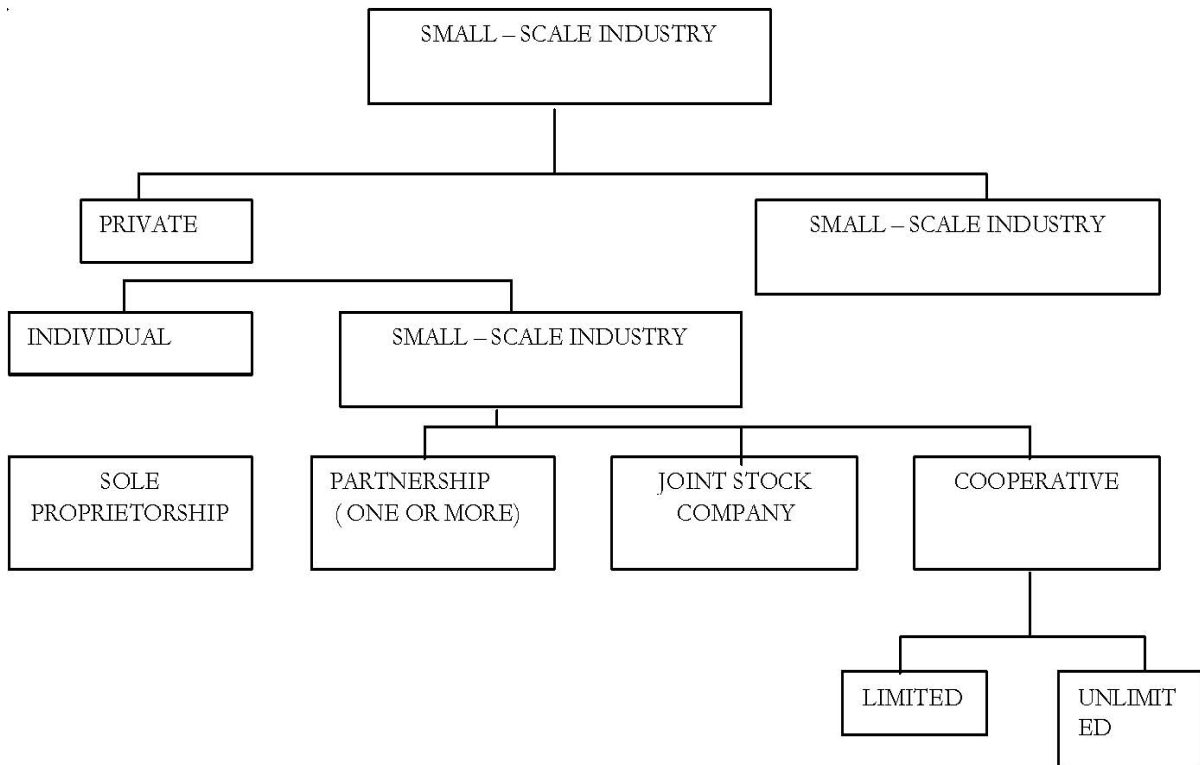 SMALL – SCALE INDUSTRY
PRIVATE
SMALL – SCALE INDUSTRY
INDIVIDUAL
SMALL – SCALE INDUSTRY
SOLE
PROPRIETORSHIP
PARTNERSHIP
( ONE OR MORE)
JOINT STOCK
COMPANY
COOPERATIVE
LIMITED
UNLIMIT
ED